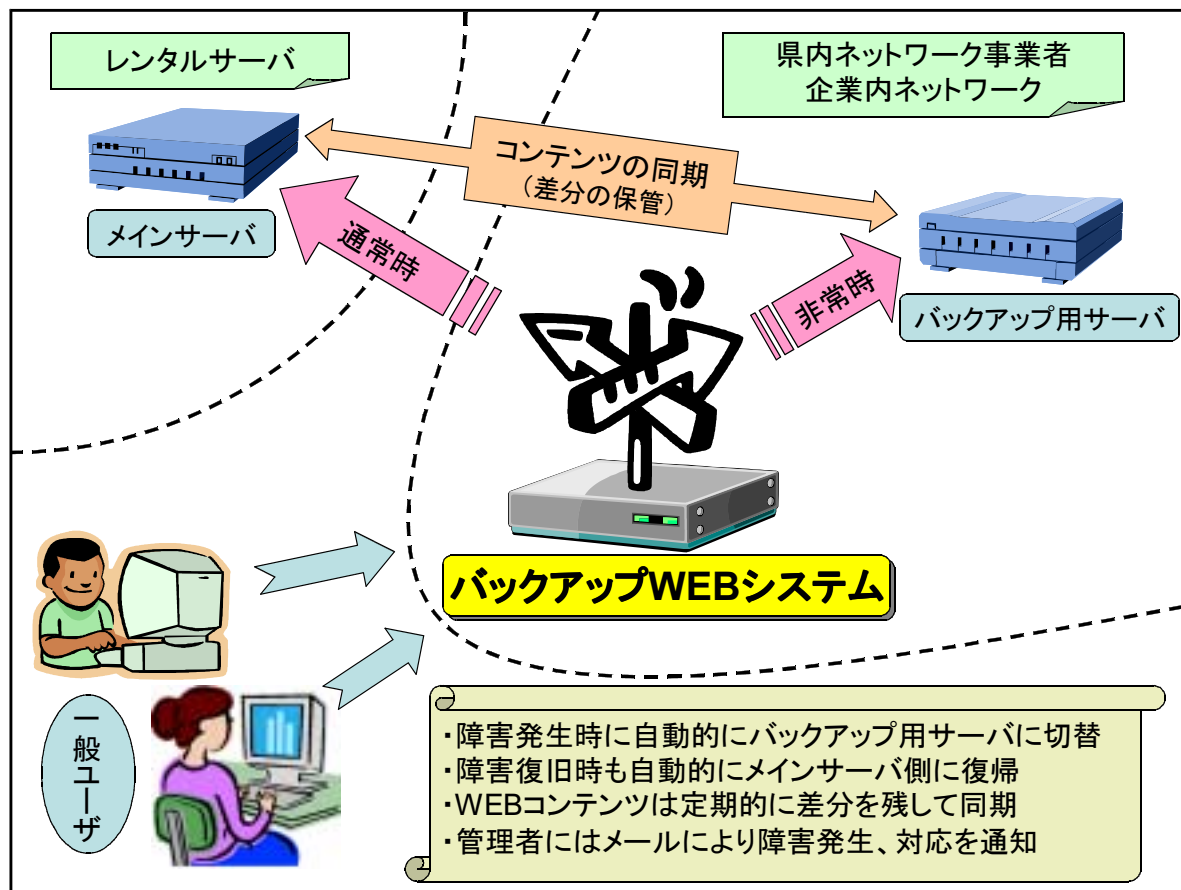 レンタルサーバ
県内ネットワーク事業者
企業内ネットワーク
コンテンツの同期
（差分の保管）
メインサーバ
通常時
非常時
バックアップ用サーバ
バックアップWEBシステム
一般ユーザ
・障害発生時に自動的にバックアップ用サーバに切替
・障害復旧時も自動的にメインサーバ側に復帰
・WEBコンテンツは定期的に差分を残して同期
・管理者にはメールにより障害発生、対応を通知